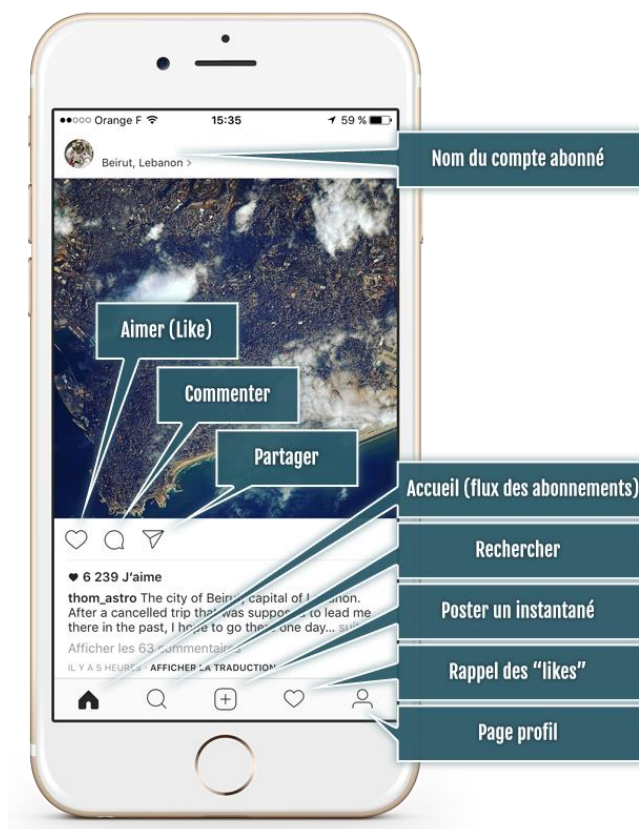 Orange F 15:35 59 %
Beirut, Lebanon >
Nom du compte abonné
Aimer (Like)
Commenter
Partager
6 239 J'aime
thom_astro The city of Beirut, capital of Lebanon.
After a cancelled trip that was supposed to lead me
there in the past, I hope to go there one day...
Afficher les 63 commentaires
IL Y A 5 HEURES · AFFICHER LA TRADUCTION
Accueil (flux des abonnements)
Rechercher
Poster un instantané
Rappel des “likes”
Page profil